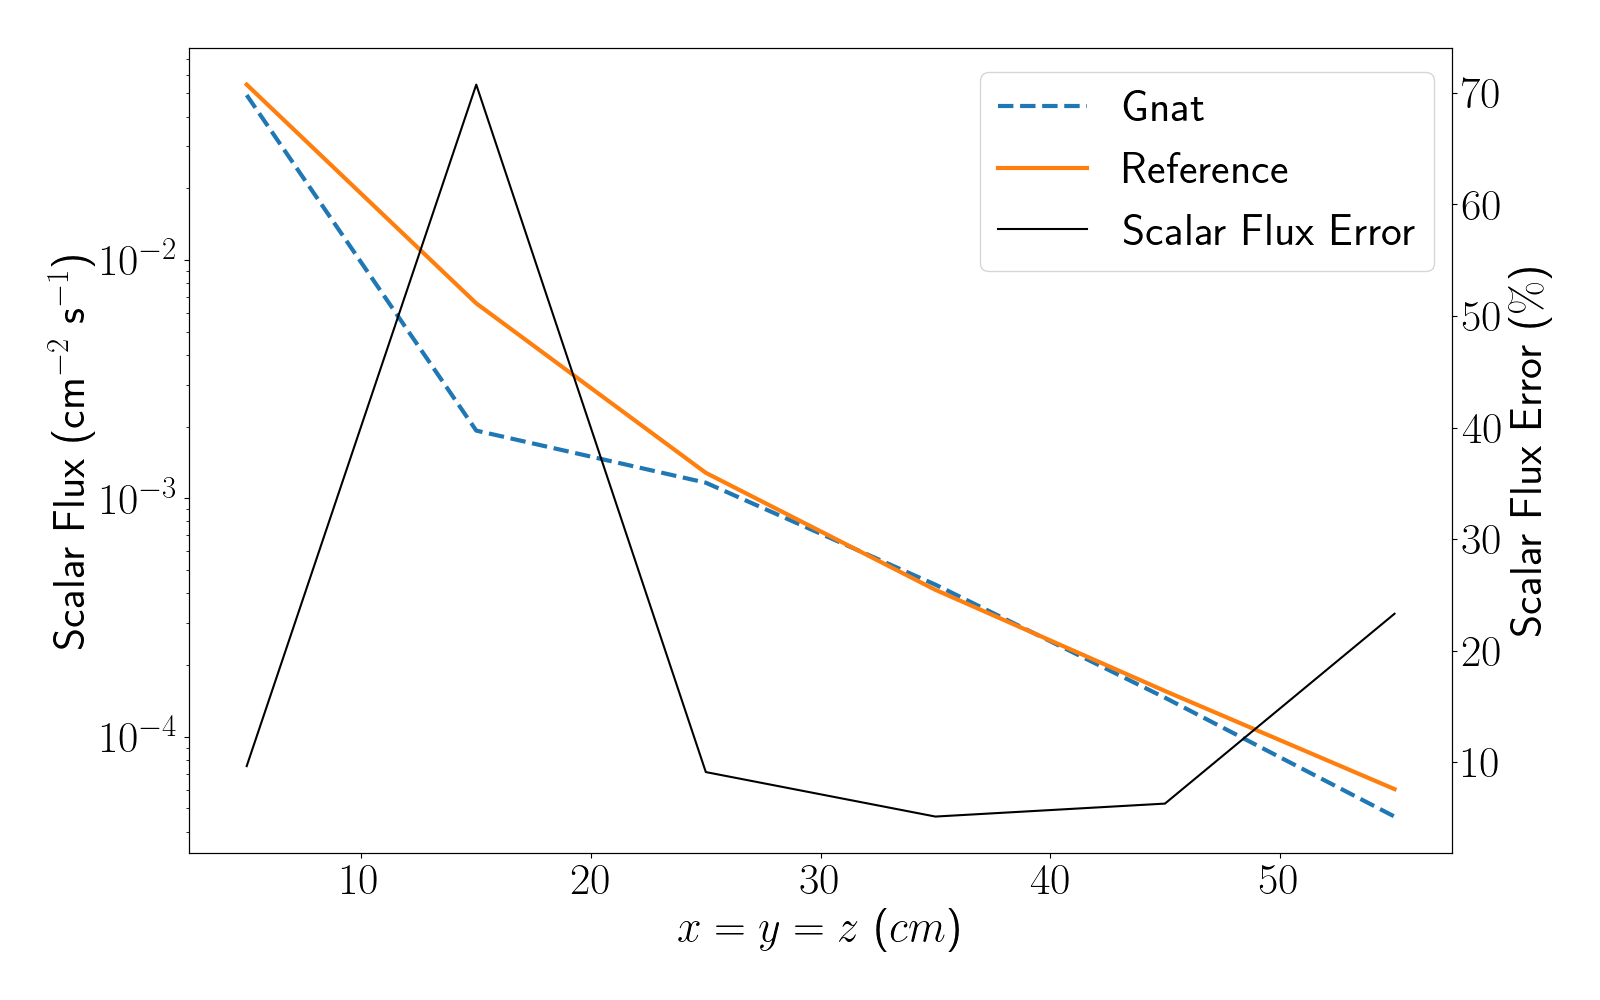 Gnat
Reference
Scalar Flux Error
Scalar Flux (cm⁻² s⁻¹)
10⁻²
10⁻³
10⁻⁴
70
60
50
40
30
20
10
Scalar Flux Error (%)
10 20 30 40 50
x = y = z (cm)